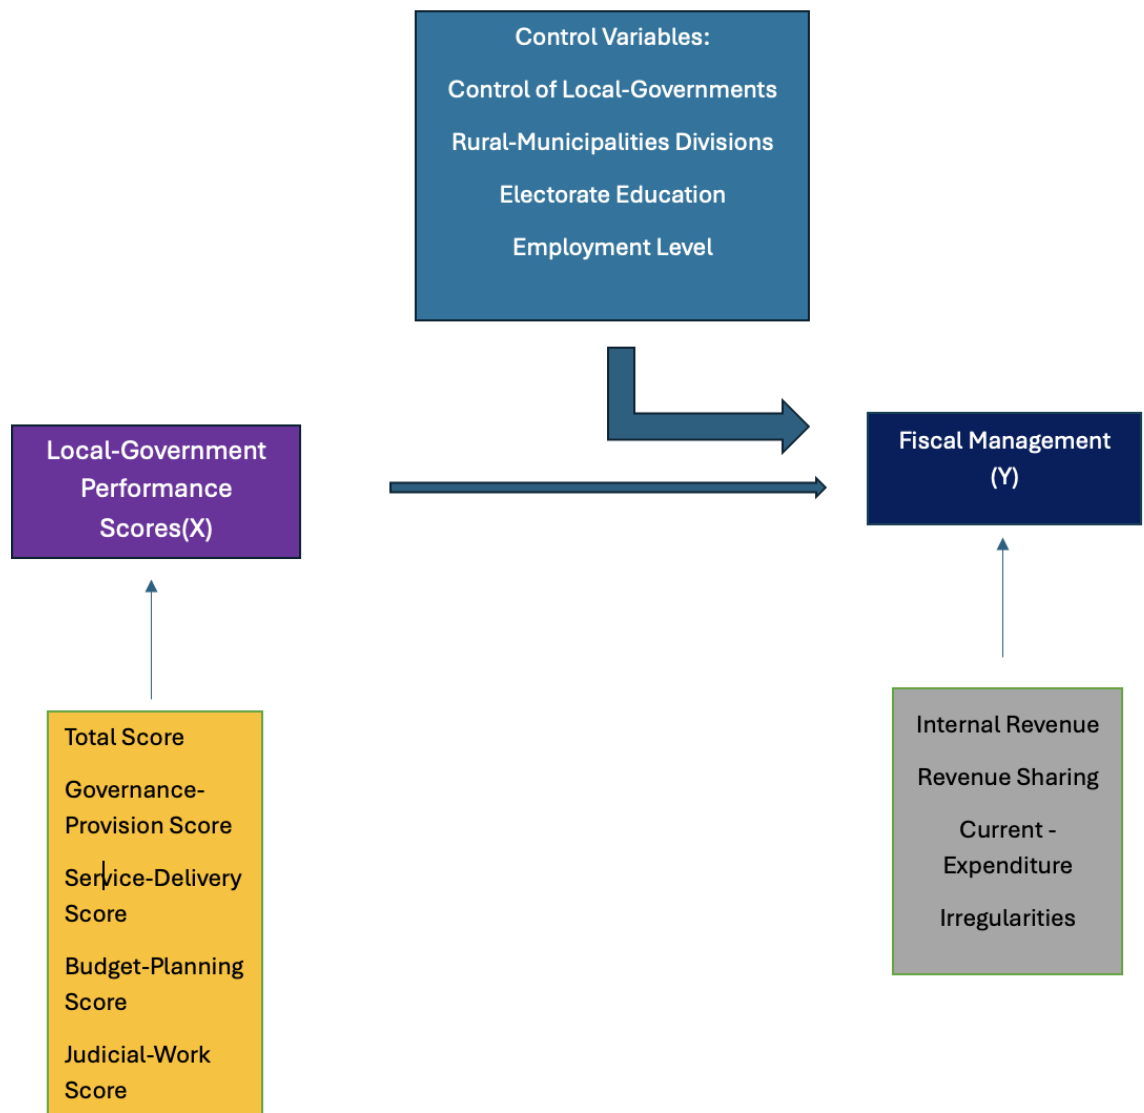 Control Variables:
Control of Local-Governments
Rural-Municipalities Divisions
Electorate Education
Employment Level
Local-Government
Performance
Scores(X)
Fiscal Management
(Y)
Total Score
Governance-
Provision Score
Service-Delivery
Score
Budget-Planning
Score
Judicial-Work
Score
Internal Revenue
Revenue Sharing
Current -
Expenditure
Irregularities